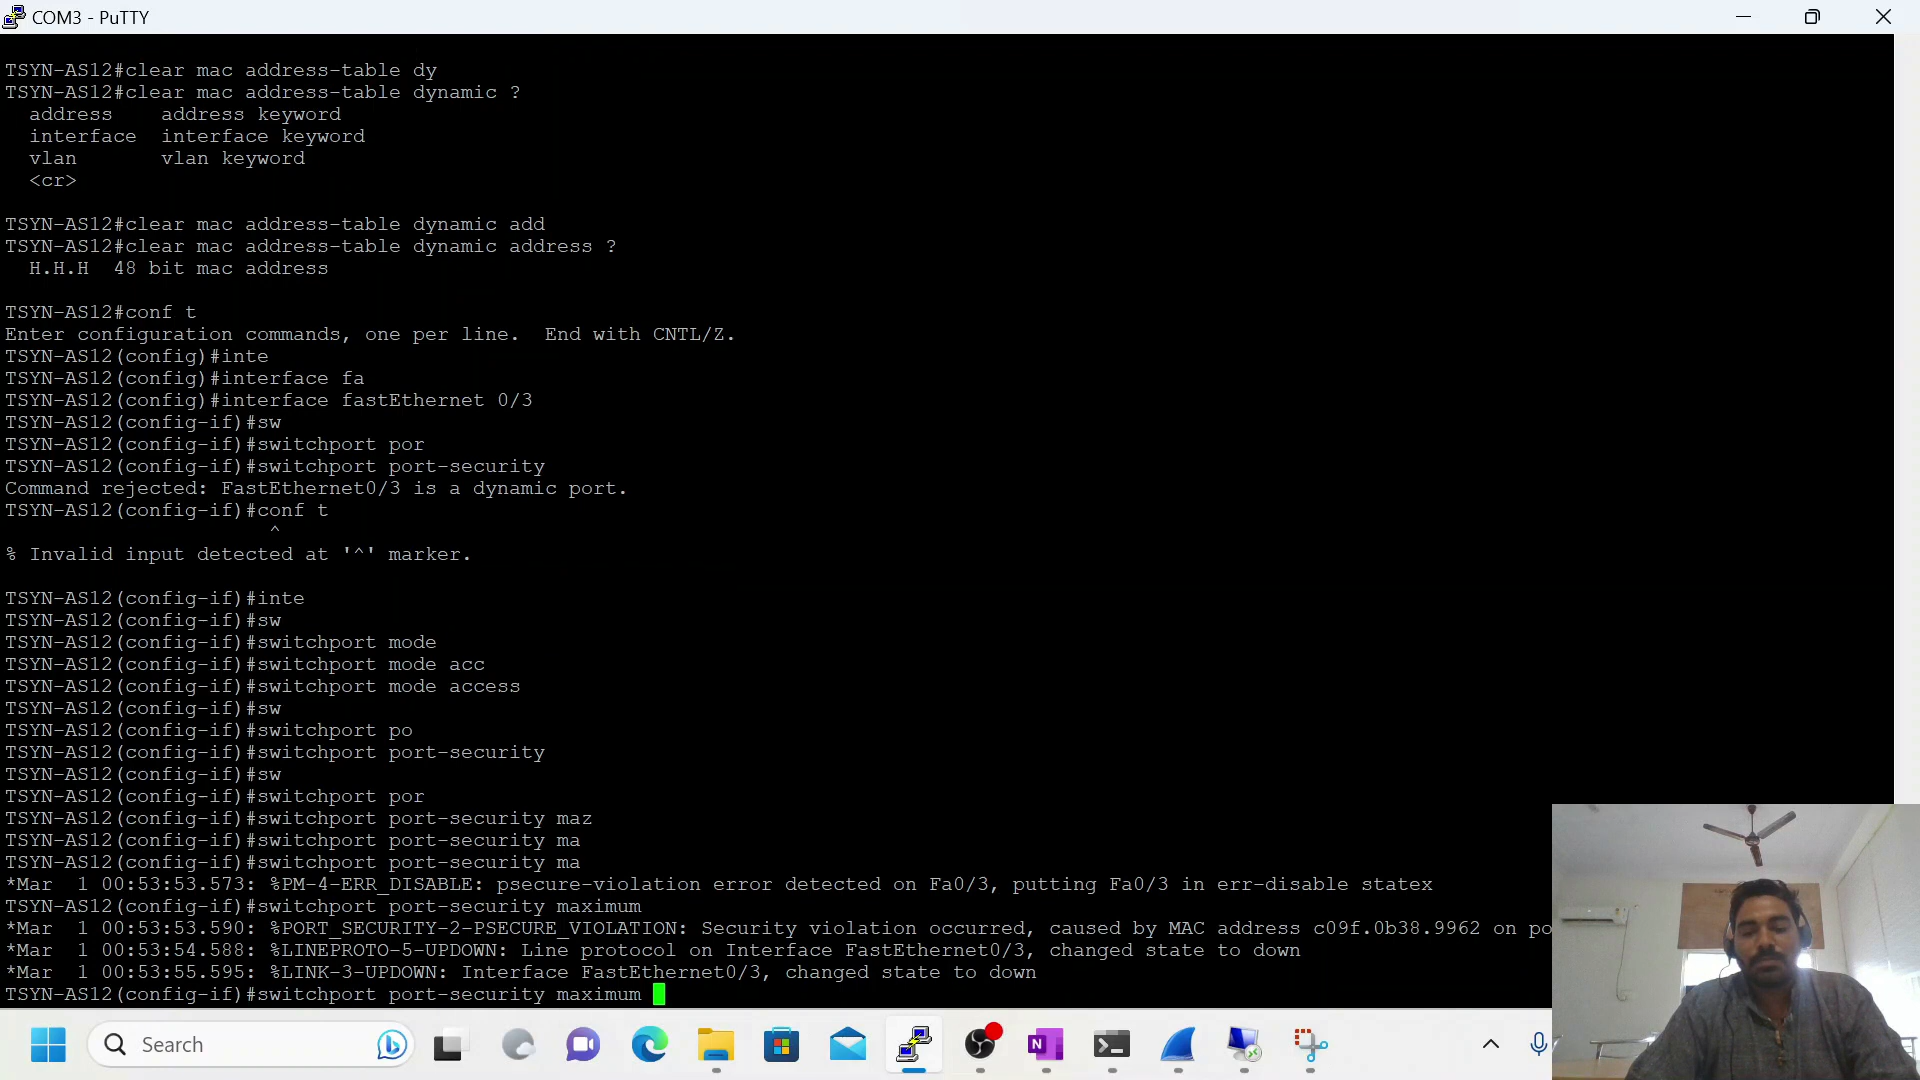 COM3 - PuTTY
TSYN-AS12#clear mac address-table dy
TSYN-AS12#clear mac address-table dynamic ?
  address    address keyword
  interface  interface keyword
  vlan       vlan keyword
  <cr>
TSYN-AS12#clear mac address-table dynamic add
TSYN-AS12#clear mac address-table dynamic address ?
  H.H.H  48 bit mac address
TSYN-AS12#conf t
Enter configuration commands, one per line.  End with CNTL/Z.
TSYN-AS12(config)#inte
TSYN-AS12(config)#interface fa
TSYN-AS12(config)#interface fastEthernet 0/3
TSYN-AS12(config-if)#sw
TSYN-AS12(config-if)#switchport por
TSYN-AS12(config-if)#switchport port-security
Command rejected: FastEthernet0/3 is a dynamic port.
TSYN-AS12(config-if)#conf t
                      ^
% Invalid input detected at '^' marker.
TSYN-AS12(config-if)#inte
TSYN-AS12(config-if)#sw
TSYN-AS12(config-if)#switchport mode
TSYN-AS12(config-if)#switchport mode acc
TSYN-AS12(config-if)#switchport mode access
TSYN-AS12(config-if)#sw
TSYN-AS12(config-if)#switchport po
TSYN-AS12(config-if)#switchport port-security
TSYN-AS12(config-if)#sw
TSYN-AS12(config-if)#switchport por
TSYN-AS12(config-if)#switchport port-security maz
TSYN-AS12(config-if)#switchport port-security ma
TSYN-AS12(config-if)#switchport port-security ma
*Mar  1 00:53:53.573: %PM-4-ERR_DISABLE: psecure-violation error detected on Fa0/3, putting Fa0/3 in err-disable statex
TSYN-AS12(config-if)#switchport port-security maximum
*Mar  1 00:53:53.590: %PORT_SECURITY-2-PSECURE_VIOLATION: Security violation occurred, caused by MAC address c09f.0b38.9962 on po
*Mar  1 00:53:54.588: %LINEPROTO-5-UPDOWN: Line protocol on Interface FastEthernet0/3, changed state to down
*Mar  1 00:53:55.595: %LINK-3-UPDOWN: Interface FastEthernet0/3, changed state to down
TSYN-AS12(config-if)#switchport port-security maximum
Search
N